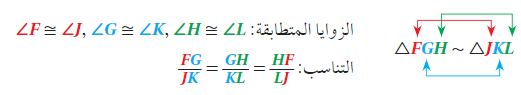 الزوايا المتطابقة: ∠F ≅ ∠J, ∠G ≅ ∠K, ∠H ≅ ∠L
التناسب: FG/JK = GH/KL = HF/LJ
△FGH ~ △JKL